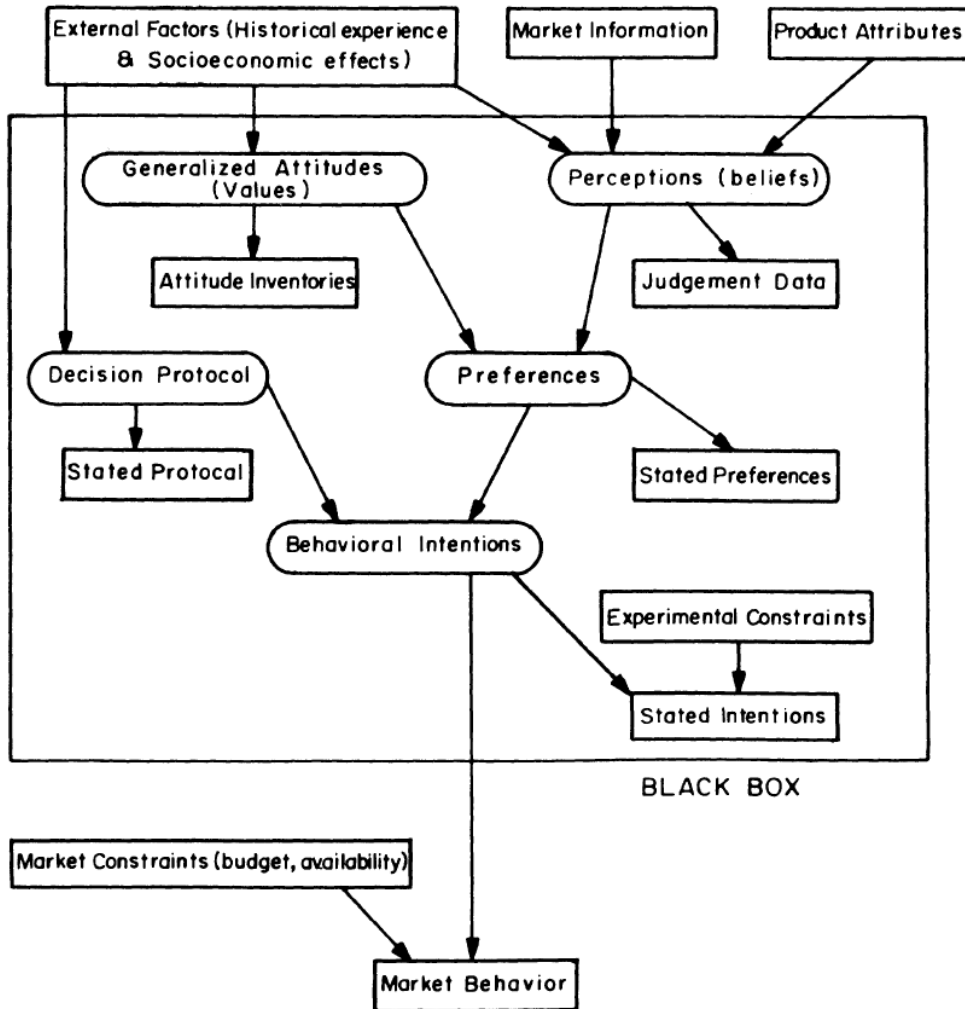 External Factors (Historical experience
& Socioeconomic effects)
Market Information
Product Attributes
Generalized Attitudes
(Values)
Perceptions (beliefs)
Attitude Inventories
Judgement Data
Decision Protocol
Preferences
Stated Protocal
Stated Preferences
Behavioral Intentions
Experimental Constraints
Stated Intentions
BLACK BOX
Market Constraints (budget, availability)
Market Behavior